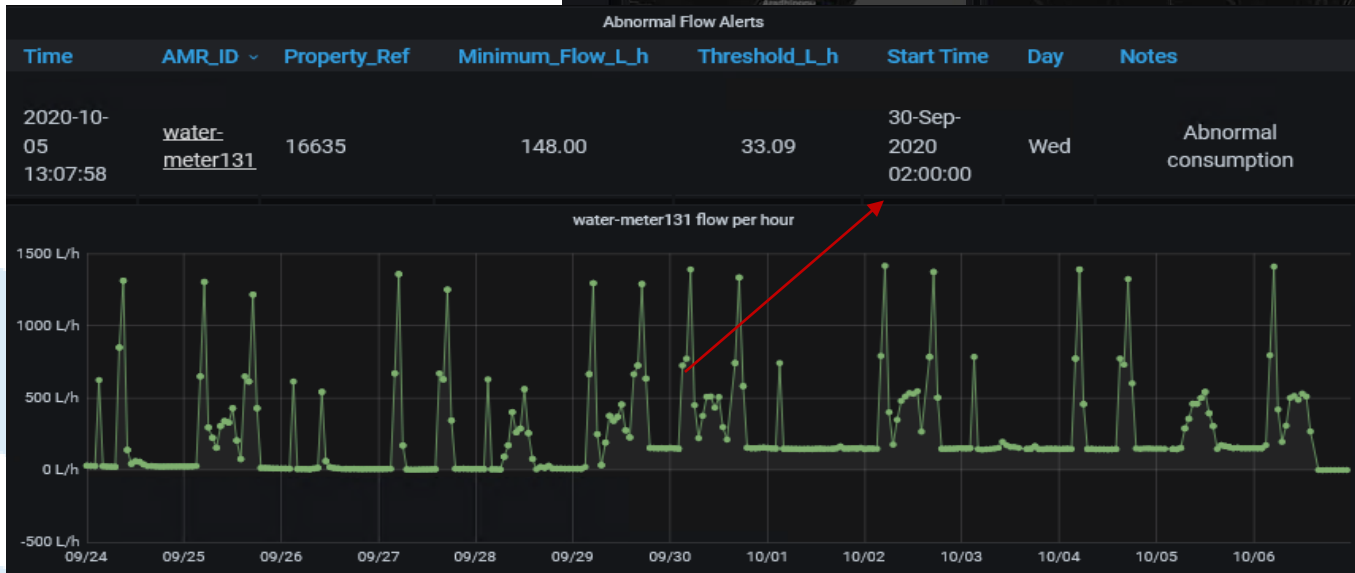 Abnormal Flow Alerts
Time AMR_ID Property_Ref Minimum_Flow_L_h Threshold_L_h Start Time Day Notes
2020-10-
05
13:07:58
water-
meter131
16635
148.00
33.09
30-Sep-
2020
02:00:00
Wed
Abnormal
consumption
water-meter131 flow per hour
1500 L/h
1000 L/h
500 L/h
0 L/h
-500 L/h
09/24 09/25 09/26 09/27 09/28 09/29 09/30 10/01 10/02 10/03 10/04 10/05 10/06